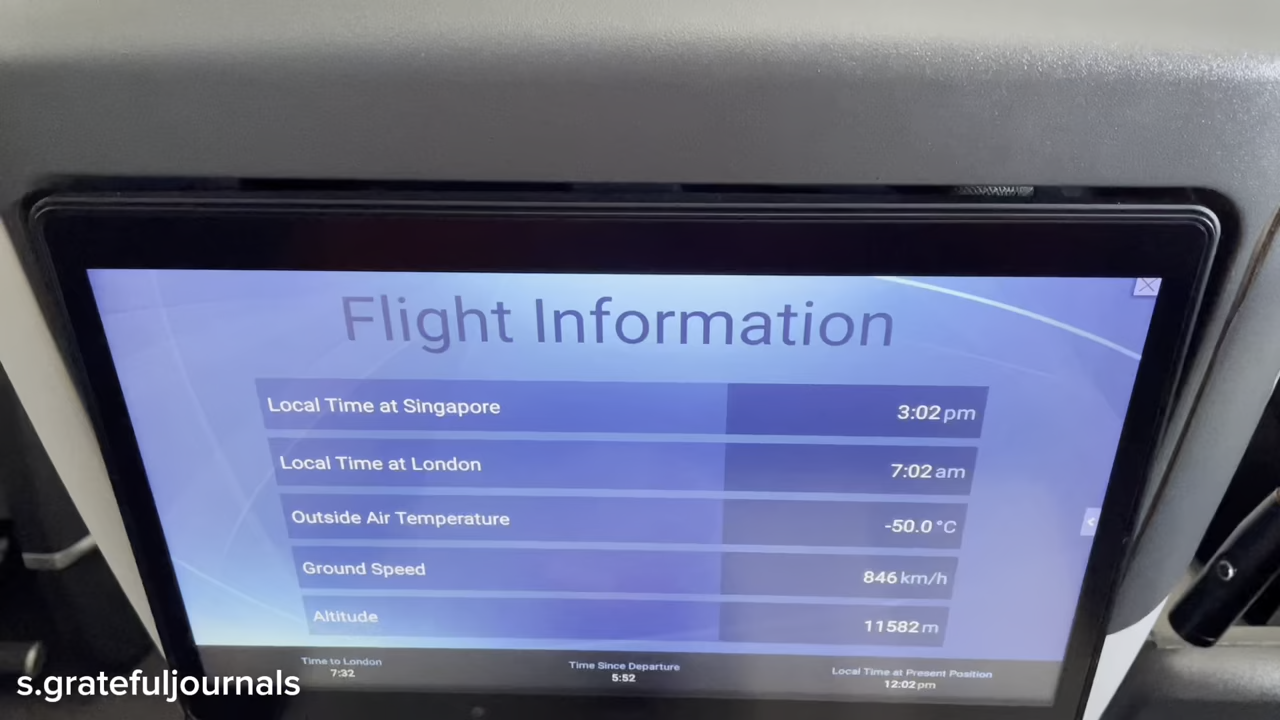 Flight Information
Local Time at Singapore 3:02 pm
Local Time at London 7:02 am
Outside Air Temperature -50.0 °C
Ground Speed 846 km/h
Altitude 11582 m
Time to London Time Since Departure Local Time at Present Position
7:32 5:52 12:02 pm
s.gratefuljournals